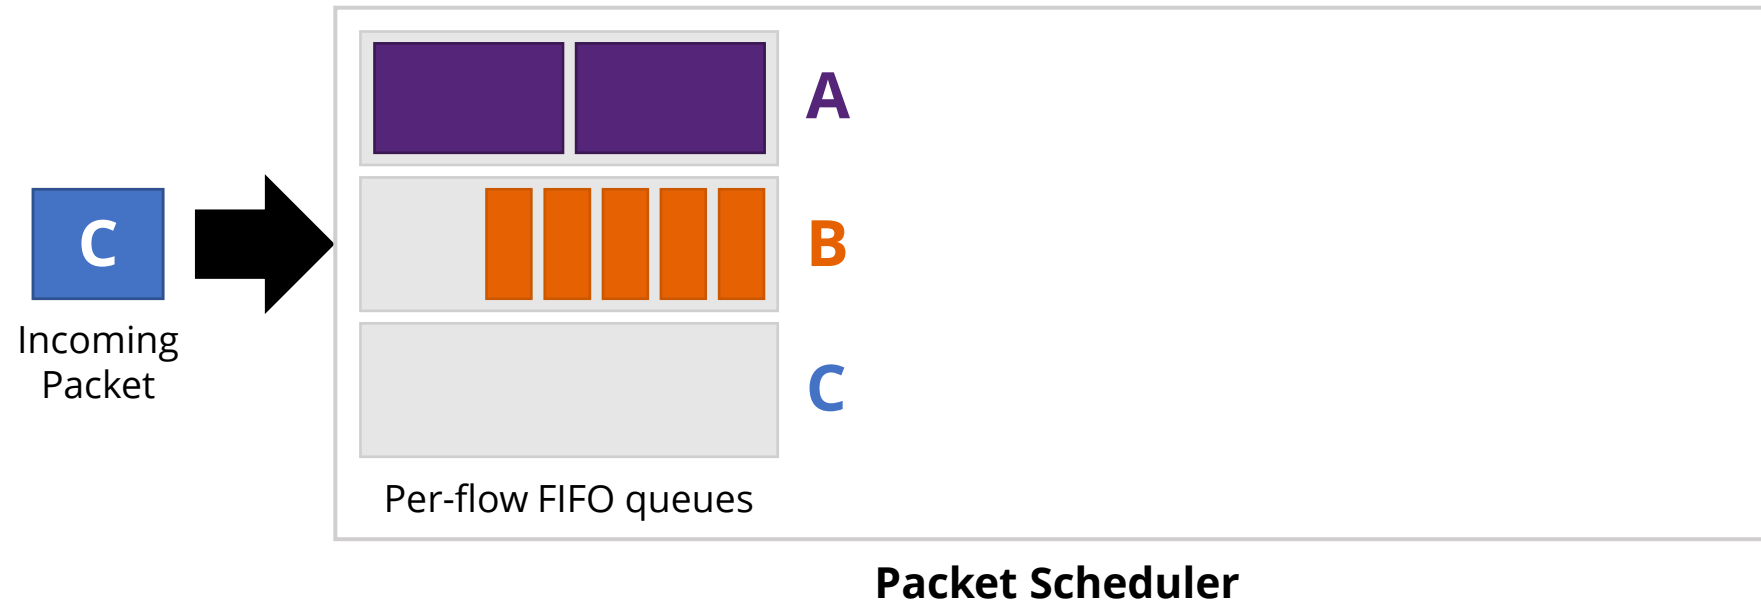 A
C
B
Incoming
Packet
C
Per-flow FIFO queues
Packet Scheduler